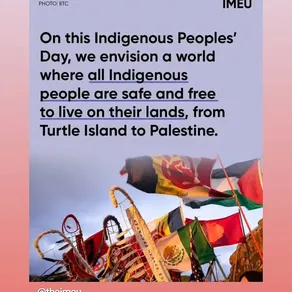 PHOTO: BTC
IMEU
On this Indigenous Peoples'
Day, we envision a world
where all Indigenous
people are safe and free
to live on their lands, from
Turtle Island to Palestine.
@theimeu